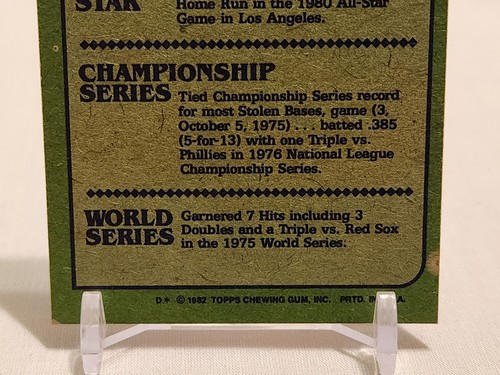 STAR
Home Run in the 1980 All-Star
Game in Los Angeles.
CHAMPIONSHIP
SERIES
Tied Championship Series record
for most Stolen Bases, game (3,
October 5, 1975) . . . batted .385
(5-for-13) with one Triple vs.
Phillies in 1976 National League
Championship Series.
WORLD
SERIES
Garnered 7 Hits including 3
Doubles and a Triple vs. Red Sox
in the 1975 World Series.
D* © 1982 TOPPS CHEWING GUM, INC. PRTD.